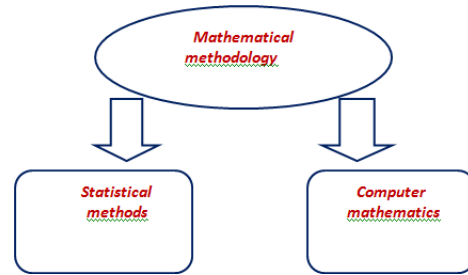 Mathematical
methodology
Statistical
methods
Computer
mathematics